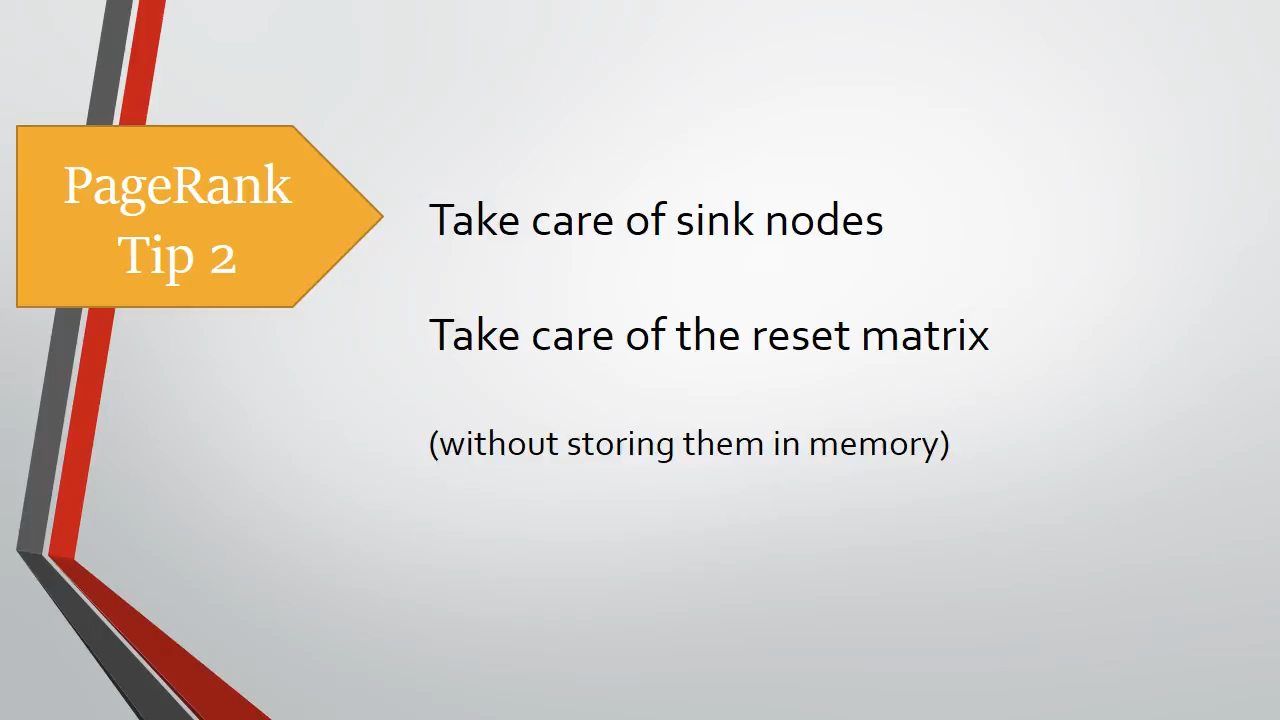 PageRank
Tip 2
Take care of sink nodes
Take care of the reset matrix
(without storing them in memory)